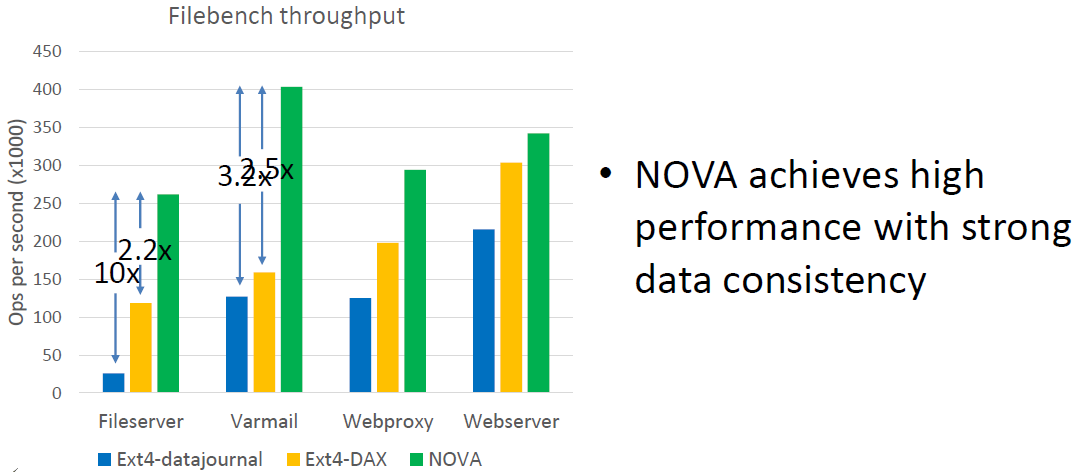 Filebench throughput
450
400
350
300
250
200
150
100
50
0
Ops per second (x1000)
10x
2.2x
3.2x
2.5x
Fileserver
Varmail
Webproxy
Webserver
Ext4-datajournal
Ext4-DAX
NOVA
• NOVA achieves high
performance with strong
data consistency